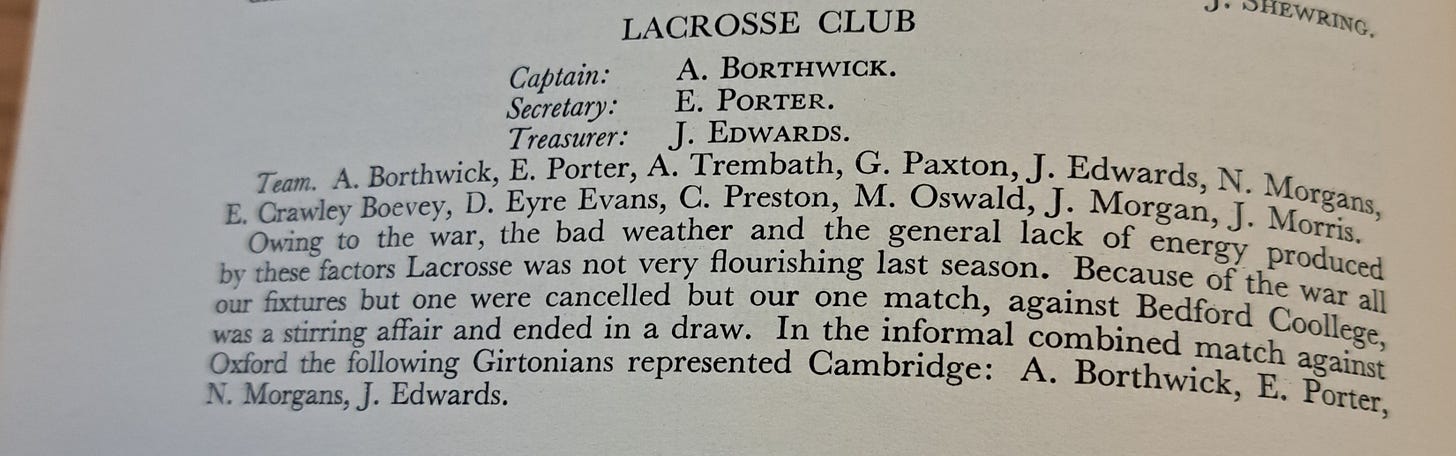 J. SHEWRING.
LACROSSE CLUB
Captain: A. BORTHWICK.
Secretary: E. PORTER.
Treasurer: J. EDWARDS.
Team. A. Borthwick, E. Porter, A. Trembath, G. Paxton, J. Edwards, N. Morgans,
E. Crawley Boevey, D. Eyre Evans, C. Preston, M. Oswald, J. Morgan, J. Morris.
Owing to the war, the bad weather and the general lack of energy produced
by these factors Lacrosse was not very flourishing last season. Because of the war all
our fixtures but one were cancelled but our one match, against Bedford Coollege,
was a stirring affair and ended in a draw. In the informal combined match against
Oxford the following Girtonians represented Cambridge: A. Borthwick, E. Porter,
N. Morgans, J. Edwards.